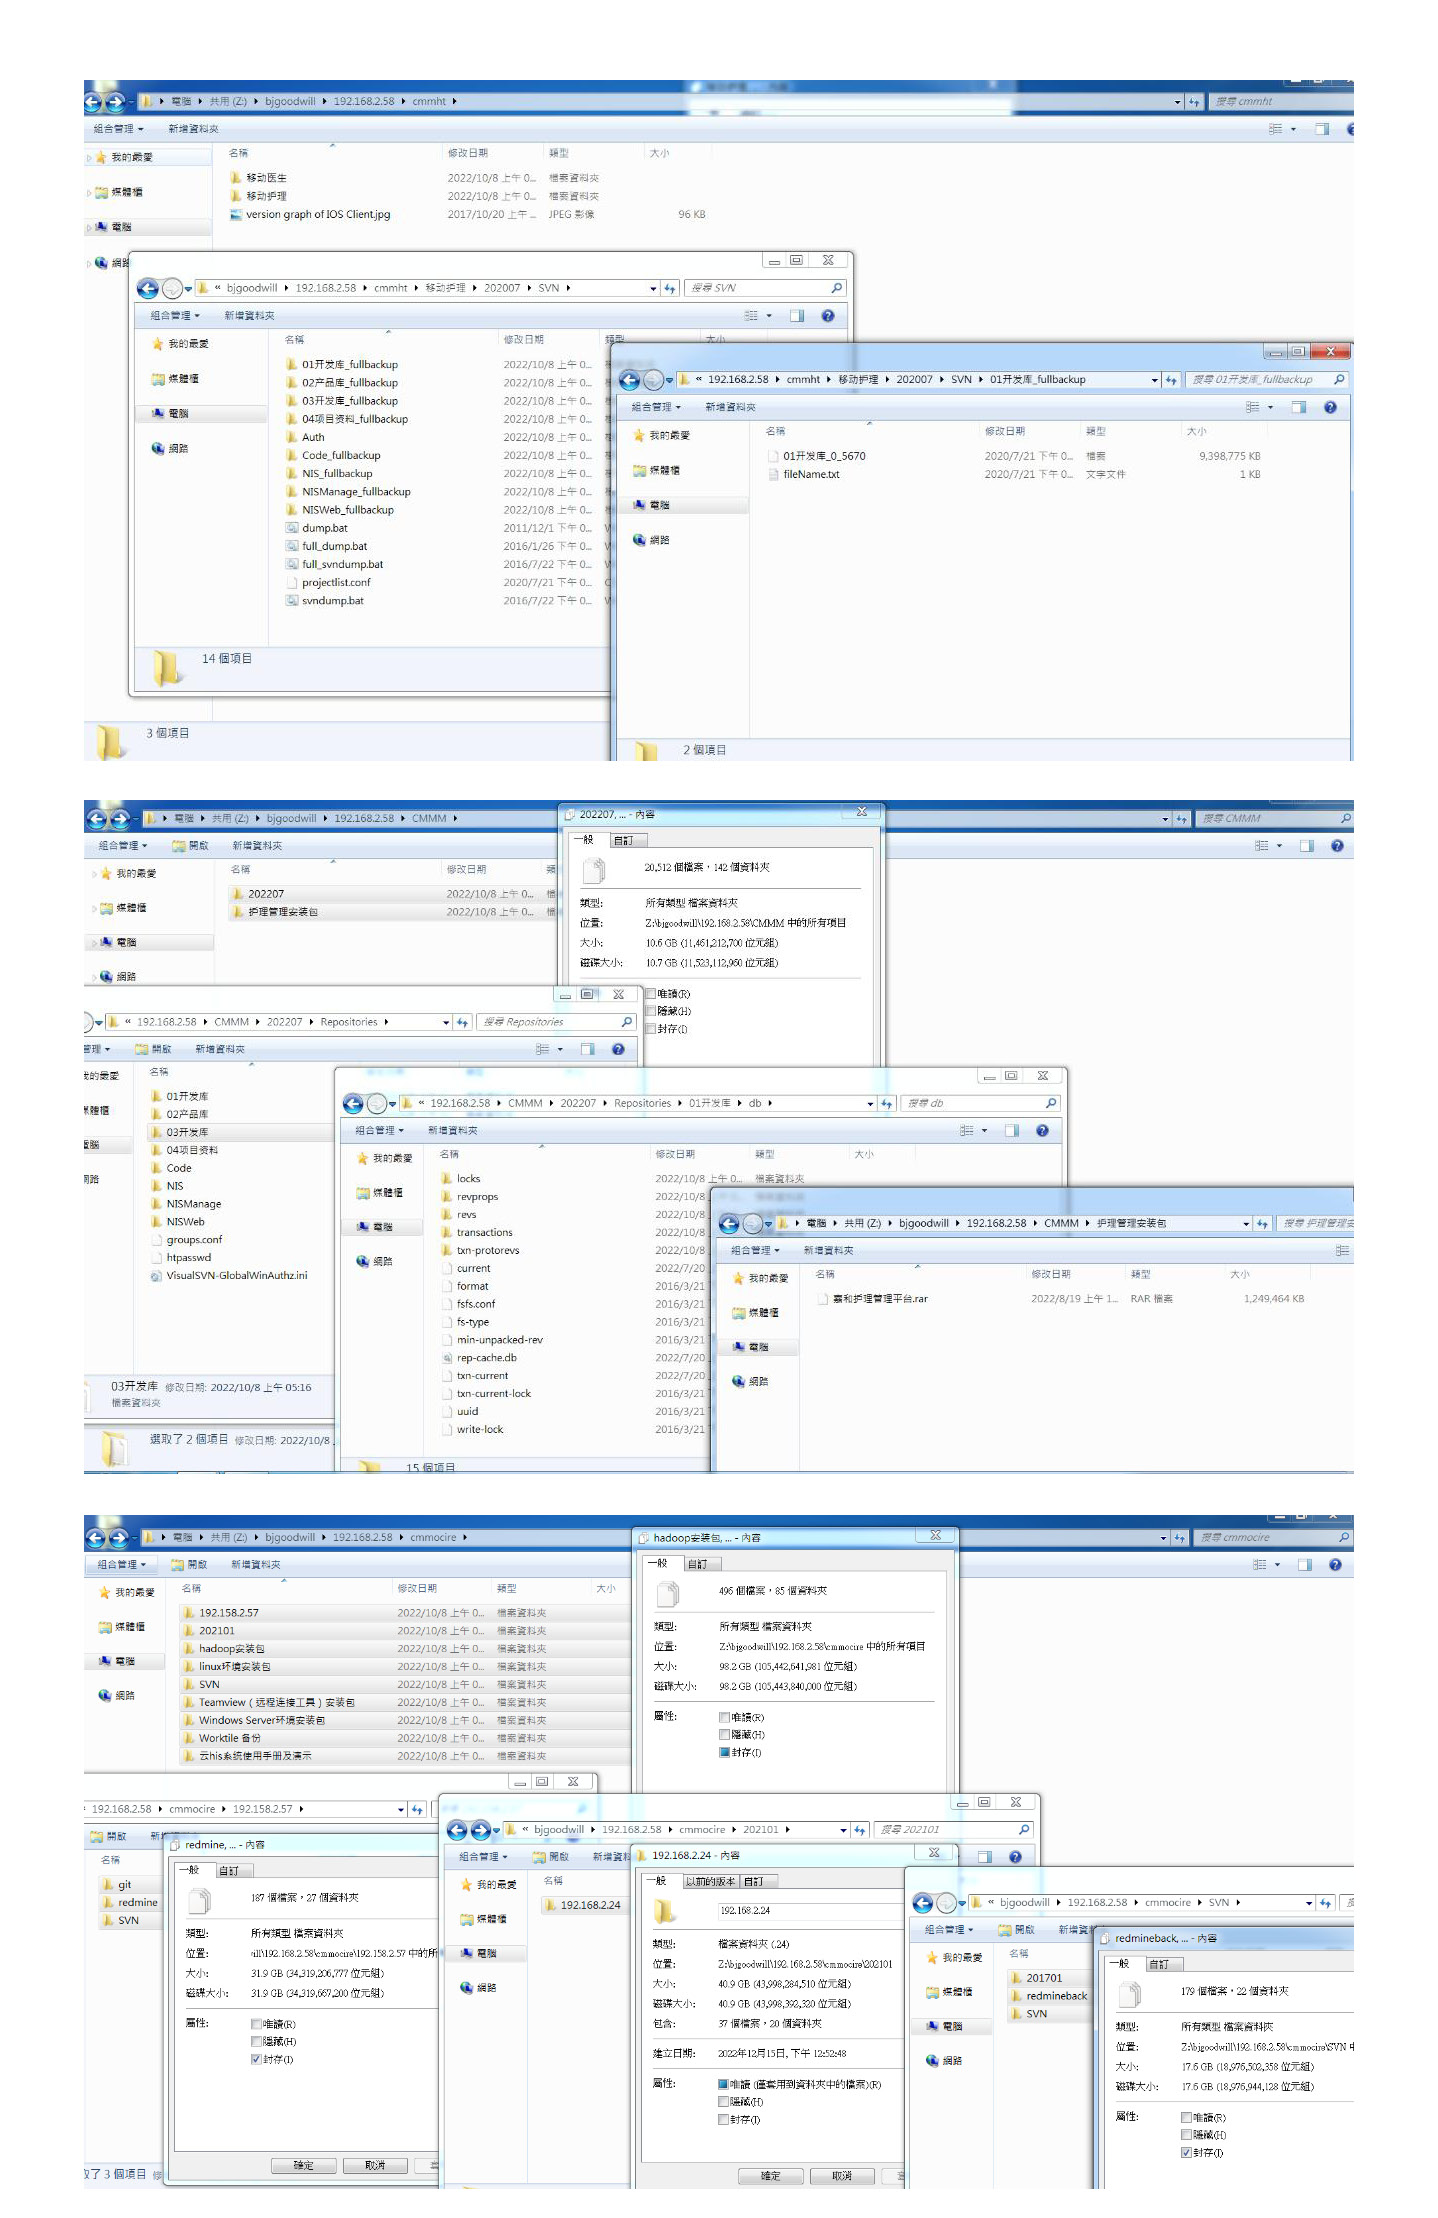 電腦 ▸ 共用 (Z:) ▸ bjgoodwill ▸ 192.168.2.58 ▸ cmmht ▸
搜尋 cmmht
組合管理 新增資料夾
我的最愛
媒體櫃
電腦
網路
名稱 修改日期 類型 大小
移动医生 2022/10/8 上午 0... 檔案資料夾
移动护理 2022/10/8 上午 0... 檔案資料夾
version graph of IOS Client.jpg 2017/10/20 上午 ... JPEG 影像 96 KB
« bjgoodwill ▸ 192.168.2.58 ▸ cmmht ▸ 移动护理 ▸ 202007 ▸ SVN ▸
搜尋 SVN
組合管理 新增資料夾
我的最愛
媒體櫃
電腦
網路
名稱 修改日期 類型 大小
01开发库_fullbackup 2022/10/8 上午 0...
02产品库_fullbackup 2022/10/8 上午 0...
03开发库_fullbackup 2022/10/8 上午 0...
04项目资料_fullbackup 2022/10/8 上午 0...
Auth 2022/10/8 上午 0...
Code_fullbackup 2022/10/8 上午 0...
NIS_fullbackup 2022/10/8 上午 0...
NISManage_fullbackup 2022/10/8 上午 0...
NISWeb_fullbackup 2022/10/8 上午 0...
dump.bat 2011/12/1 下午 0...
full_dump.bat 2016/1/26 下午 0...
full_svndump.bat 2016/7/22 下午 0...
projectlist.conf 2020/7/21 下午 0...
svndump.bat 2016/7/22 下午 0...
14 個項目
3 個項目
« 192.168.2.58 ▸ cmmht ▸ 移动护理 ▸ 202007 ▸ SVN ▸ 01开发库_fullbackup
搜尋 01开发库_fullbackup
組合管理 新增資料夾
我的最愛
媒體櫃
電腦
網路
名稱 修改日期 類型 大小
01开发库_0_5670 2020/7/21 下午 0... 檔案 9,398,775 KB
fileName.txt 2020/7/21 下午 0... 文字文件 1 KB
2 個項目
電腦 ▸ 共用 (Z:) ▸ bjgoodwill ▸ 192.168.2.58 ▸ CMMM ▸
搜尋 CMMM
組合管理 開啟 新增資料夾
我的最愛
媒體櫃
電腦
網路
名稱 修改日期
202207 2022/10/8 上午 0...
护理管理安装包 2022/10/8 上午 0...
202207, ... - 內容
一般 自訂
20,512 個檔案，142 個資料夾
類型: 所有類型 檔案資料夾
位置: Z:\bjgoodwill\192.168.2.58\CMMM 中的所有項目
大小: 10.6 GB (11,461,212,700 位元組)
磁碟大小: 10.7 GB (11,523,112,960 位元組)
唯讀(R)
隱藏(H)
封存(I)
« 192.168.2.58 ▸ CMMM ▸ 202207 ▸ Repositories ▸
搜尋 Repositories
管理 開啟 新增資料夾
我的最愛
媒體櫃
電腦
網路
名稱
01开发库
02产品库
03开发库
04项目资料
Code
NIS
NISManage
NISWeb
groups.conf
htpasswd
VisualSVN-GlobalWinAuthz.ini
03开发库 修改日期: 2022/10/8 上午 05:16
檔案資料夾
選取了 2 個項目 修改日期: 2022/10/8
« 192.168.2.58 ▸ CMMM ▸ 202207 ▸ Repositories ▸ 01开发库 ▸ db ▸
搜尋 db
組合管理 新增資料夾
我的最愛
媒體櫃
電腦
網路
名稱 修改日期 類型 大小
locks 2022/10/8 上午 0... 檔案資料夾
revprops 2022/10/8
revs 2022/10/8
transactions 2022/10/8
txn-protorevs 2022/10/8
current 2022/7/20
format 2016/3/21
fsfs.conf 2016/3/21
fs-type 2016/3/21
min-unpacked-rev 2016/3/21
rep-cache.db 2022/7/20
txn-current 2022/7/20
txn-current-lock 2016/3/21
uuid 2016/3/21
write-lock 2016/3/21
15 個項目
電腦 ▸ 共用 (Z:) ▸ bjgoodwill ▸ 192.168.2.58 ▸ CMMM ▸ 护理管理安装包
搜尋 护理管理安
組合管理 新增資料夾
我的最愛
媒體櫃
電腦
網路
名稱 修改日期 類型 大小
嘉和护理管理平台.rar 2022/8/19 上午 1... RAR 檔案 1,249,464 KB
電腦 ▸ 共用 (Z:) ▸ bjgoodwill ▸ 192.168.2.58 ▸ cmmocire ▸
搜尋 cmmocire
組合管理 開啟 新增資料夾
我的最愛
媒體櫃
電腦
網路
名稱 修改日期 類型 大小
192.158.2.57 2022/10/8 上午 0... 檔案資料夾
202101 2022/10/8 上午 0... 檔案資料夾
hadoop安装包 2022/10/8 上午 0... 檔案資料夾
linux环境安装包 2022/10/8 上午 0... 檔案資料夾
SVN 2022/10/8 上午 0... 檔案資料夾
Teamview（远程连接工具）安装包 2022/10/8 上午 0... 檔案資料夾
Windows Server环境安装包 2022/10/8 上午 0... 檔案資料夾
Worktile 备份 2022/10/8 上午 0... 檔案資料夾
云his系统使用手册及演示 2022/10/8 上午 0... 檔案資料夾
hadoop安装包, ... - 內容
一般 自訂
496 個檔案，85 個資料夾
類型: 所有類型 檔案資料夾
位置: Z:\bjgoodwill\192.168.2.58\cmmocire 中的所有項目
大小: 98.2 GB (105,442,641,981 位元組)
磁碟大小: 98.2 GB (105,443,840,000 位元組)
屬性: 唯讀(R)
隱藏(H)
封存(I)
192.168.2.58 ▸ cmmocire ▸ 192.158.2.57 ▸
開啟
名稱
git
redmine
SVN
了 3 個項目
redmine, ... - 內容
一般 自訂
187 個檔案，27 個資料夾
類型: 所有類型 檔案資料夾
位置: ill\192.168.2.58\cmmocire\192.158.2.57 中的所
大小: 31.9 GB (34,319,206,777 位元組)
磁碟大小: 31.9 GB (34,319,667,200 位元組)
屬性: 唯讀(R)
隱藏(H)
封存(I)
確定 取消
« bjgoodwill ▸ 192.168.2.58 ▸ cmmocire ▸ 202101 ▸
搜尋 202101
組合管理 開啟 新增資料
我的最愛
媒體櫃
電腦
網路
名稱
192.168.2.24
192.168.2.24 - 內容
一般 以前的版本 自訂
192.168.2.24
類型: 檔案資料夾 (.24)
位置: Z:\bjgoodwill\192.168.2.58\cmmocire\202101
大小: 40.9 GB (43,998,284,510 位元組)
磁碟大小: 40.9 GB (43,998,392,320 位元組)
包含: 37 個檔案，20 個資料夾
建立日期: 2022年12月15日, 下午 12:52:48
屬性: 唯讀 (僅套用到資料夾中的檔案)(R)
隱藏(H)
封存(I)
確定 取消
« bjgoodwill ▸ 192.168.2.58 ▸ cmmocire ▸ SVN ▸
組合管理 開啟 新增資
我的最愛
媒體櫃
電腦
網路
名稱
201701
redmineback
SVN
redmineback, ... - 內容
一般 自訂
179 個檔案，22 個資料夾
類型: 所有類型 檔案資料夾
位置: Z:\bjgoodwill\192.168.2.58\cmmocire\SVN
大小: 17.6 GB (18,976,502,358 位元組)
磁碟大小: 17.6 GB (18,976,944,128 位元組)
屬性: 唯讀(R)
隱藏(H)
封存(I)